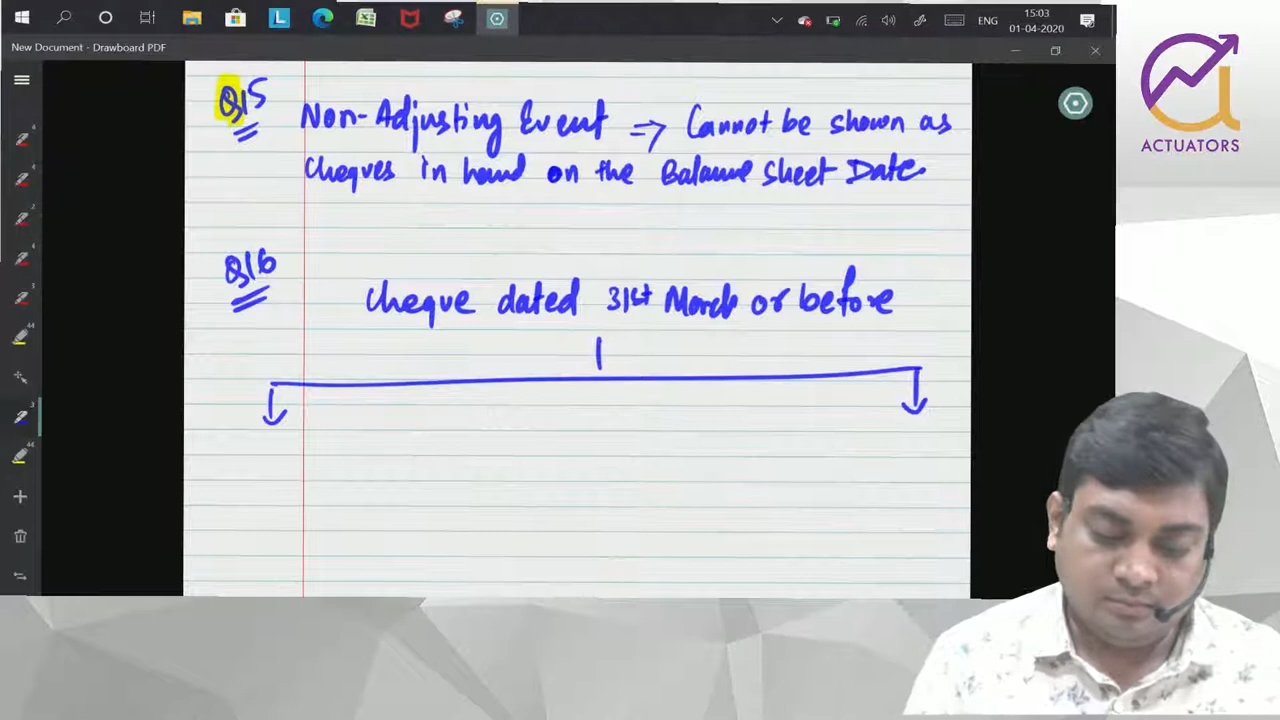 15:03
ENG
01-04-2020
New Document - Drawboard PDF
Q15
Non-Adjusting Event => Cannot be shown as
Cheques in hand on the Balance Sheet Date.
Q16
Cheque dated 31st March or before
ACTUATORS